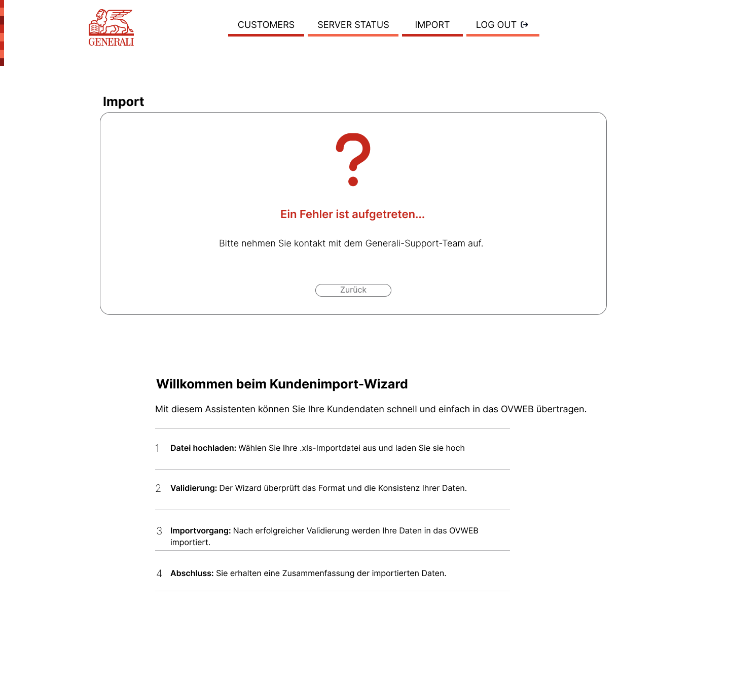 GENERALI
CUSTOMERS
SERVER STATUS
IMPORT
LOG OUT
Import
?
Ein Fehler ist aufgetreten...
Bitte nehmen Sie kontakt mit dem Generali-Support-Team auf.
Zurück
Willkommen beim Kundenimport-Wizard
Mit diesem Assistenten können Sie Ihre Kundendaten schnell und einfach in das OVWEB übertragen.
1 Datei hochladen: Wählen Sie Ihre .xls-Importdatei aus und laden Sie sie hoch
2 Validierung: Der Wizard überprüft das Format und die Konsistenz Ihrer Daten.
3 Importvorgang: Nach erfolgreicher Validierung werden Ihre Daten in das OVWEB
importiert.
4 Abschluss: Sie erhalten eine Zusammenfassung der importierten Daten.